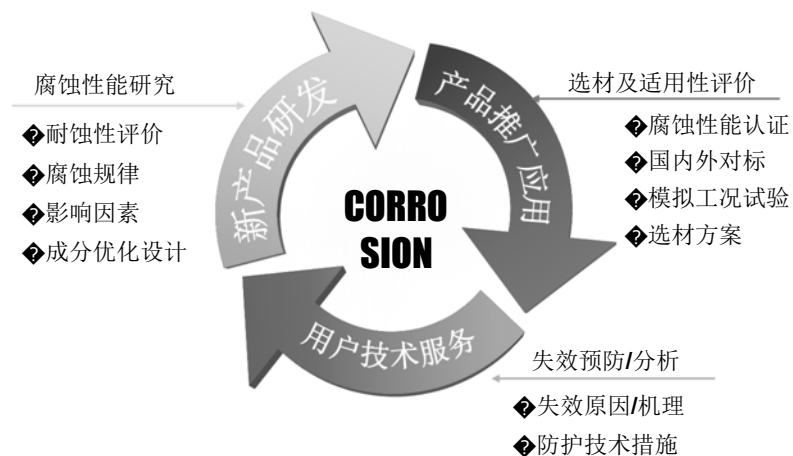 腐蚀性能研究
�耐蚀性评价
�腐蚀规律
�影响因素
�成分优化设计
新产品研发
产品推广应用
选材及适用性评价
�腐蚀性能认证
�国内外对标
�模拟工况试验
�选材方案
CORRO
SION
用户技术服务
失效预防/分析
�失效原因/机理
�防护技术措施